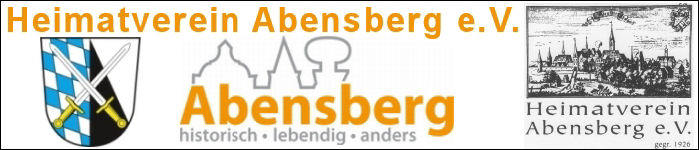 Heimatverein Abensberg e.V.
Abensberg
historisch • lebendig • anders
Heimatverein
Abensberg e.V.
gegr. 1926